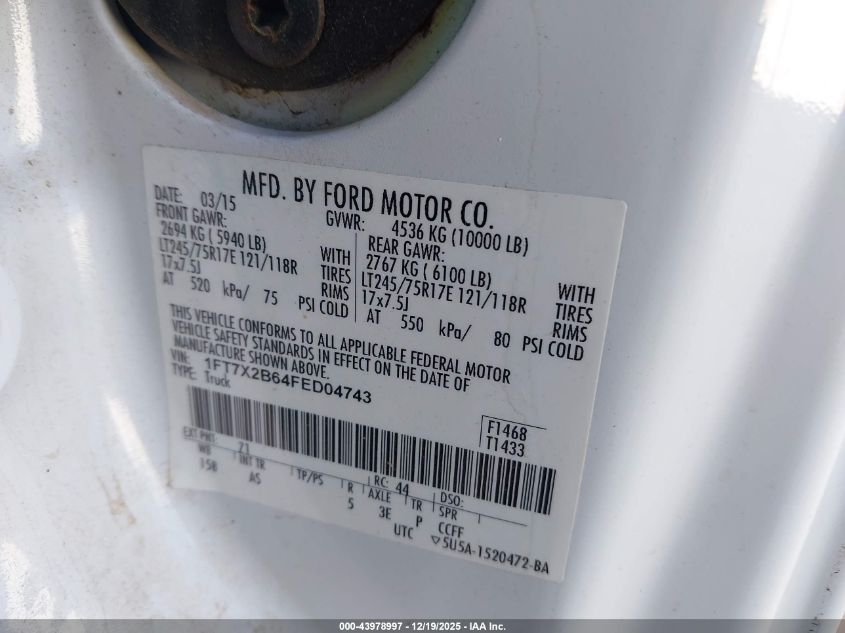 MFD. BY FORD MOTOR CO.
DATE: 03/15 GVWR: 4536 KG (10000 LB)
FRONT GAWR: REAR GAWR:
2694 KG ( 5940 LB) WITH 2767 KG ( 6100 LB) WITH
LT245/75R17E 121/118R TIRES LT245/75R17E 121/118R TIRES
17x7.5J RIMS 17x7.5J RIMS
AT 520 kPa/ 75 PSI COLD AT 550 kPa/ 80 PSI COLD
THIS VEHICLE CONFORMS TO ALL APPLICABLE FEDERAL MOTOR
VEHICLE SAFETY STANDARDS IN EFFECT ON THE DATE OF
MANUFACTURE SHOWN ABOVE.
VIN: 1FT7X2B64FED04743
TYPE: Truck
F1468
T1433
EXT PNT: Z1 RC: 44 DSO:
WB INT TR TP/PS R AXLE TR SPR
158 AS 5 3E P CCFF
UTC ▽5U5A-1520472-BA
000-43978997 - 12/19/2025 - IAA Inc.